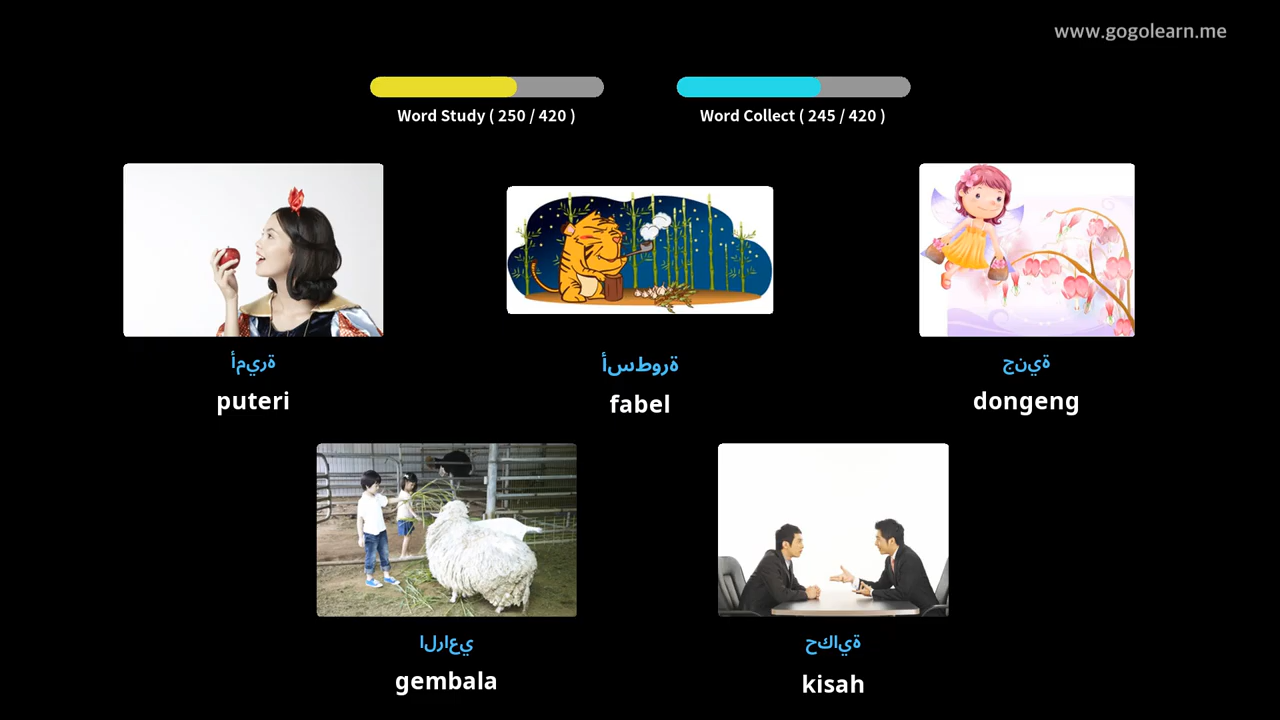 www.gogolearn.me
Word Study ( 250 / 420 )
Word Collect ( 245 / 420 )
أميرة
puteri
أسطورة
fabel
جنية
dongeng
الراعي
gembala
حكاية
kisah